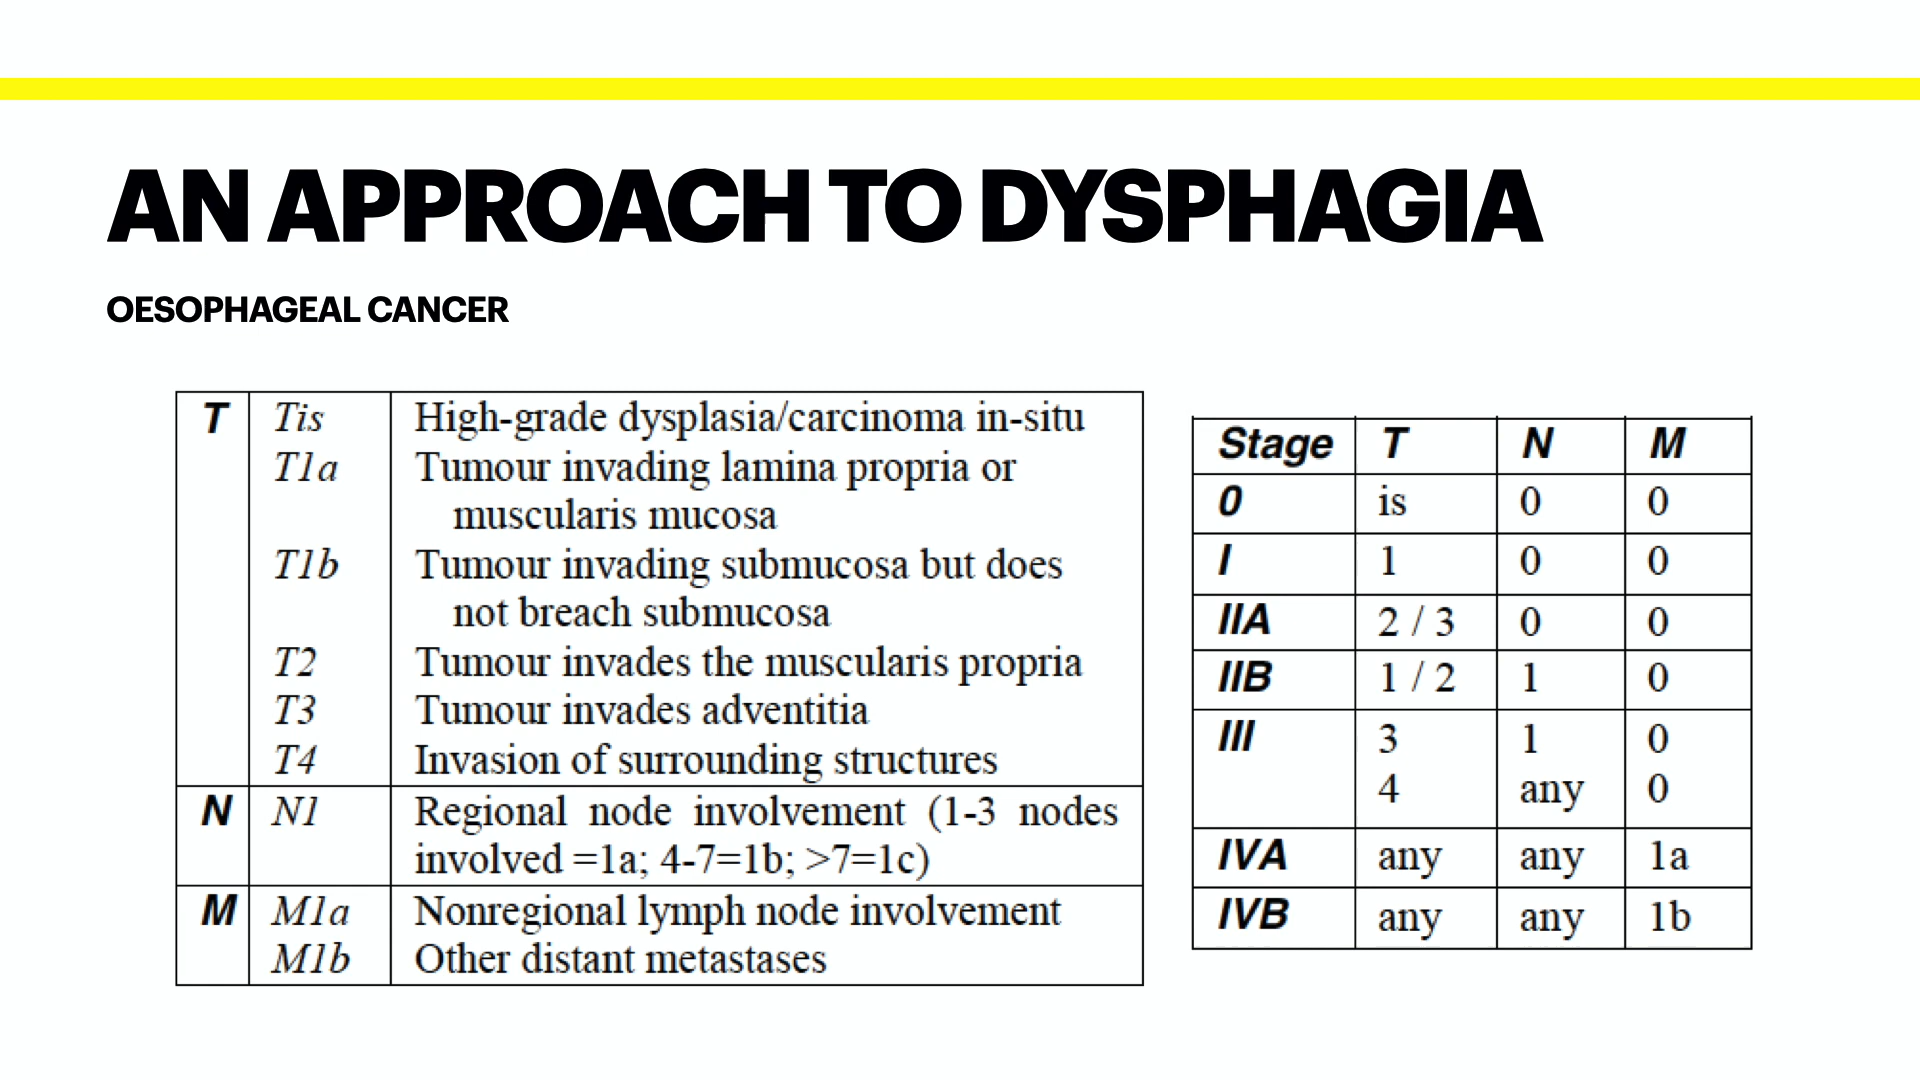 AN APPROACH TO DYSPHAGIA
OESOPHAGEAL CANCER
T Tis High-grade dysplasia/carcinoma in-situ
T1a Tumour invading lamina propria or
muscularis mucosa
T1b Tumour invading submucosa but does
not breach submucosa
T2 Tumour invades the muscularis propria
T3 Tumour invades adventitia
T4 Invasion of surrounding structures
N N1 Regional node involvement (1-3 nodes
involved =1a; 4-7=1b; >7=1c)
M M1a Nonregional lymph node involvement
M1b Other distant metastases
Stage T N M
0 is 0 0
I 1 0 0
IIA 2 / 3 0 0
IIB 1 / 2 1 0
III 3 1 0
4 any 0
IVA any any 1a
IVB any any 1b